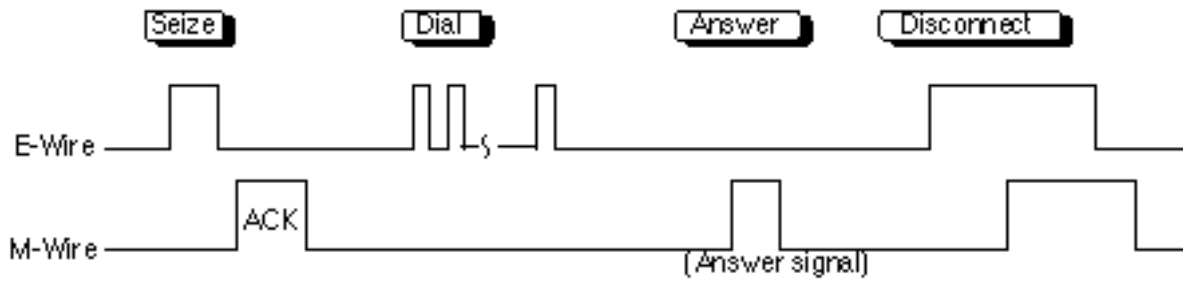 Seize
Dial
Answer
Disconnect
E-Wire
ACK
M-Wire
(Answer signal)